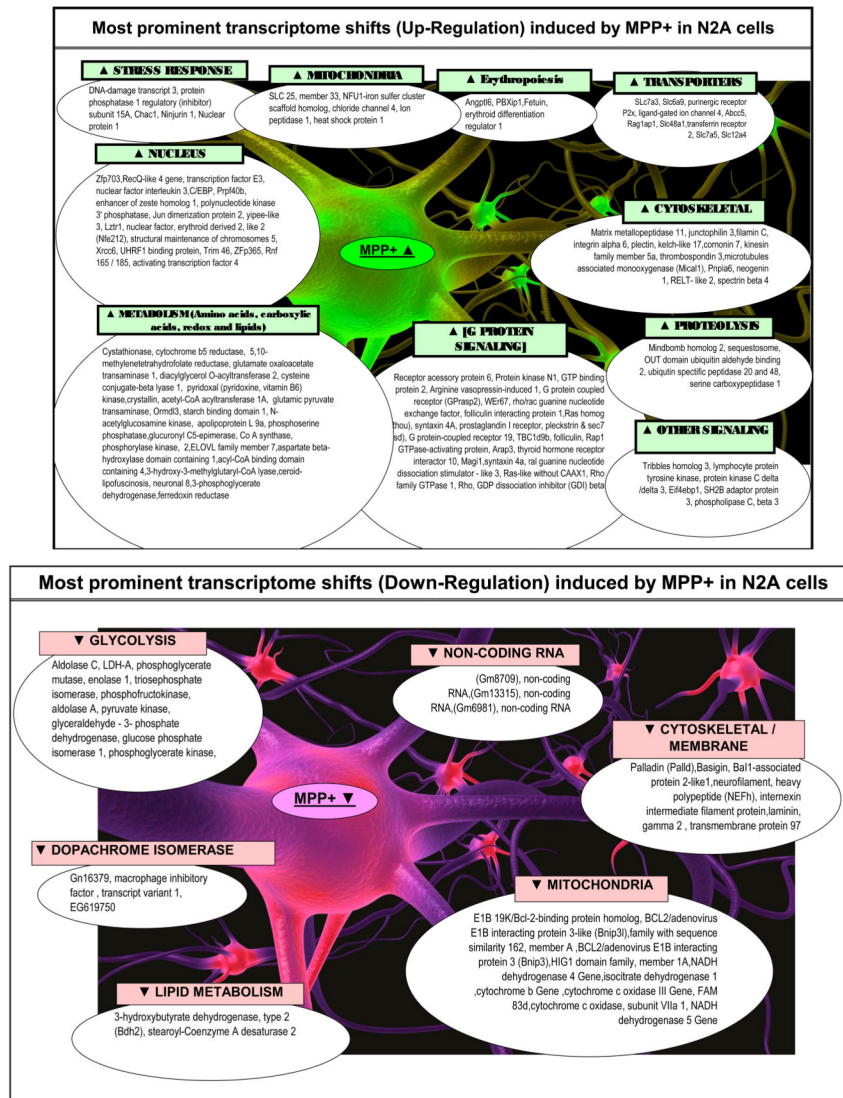 Most prominent transcriptome shifts (Up-Regulation) induced by MPP+ in N2A cells
▲ STRESS RESPONSE
DNA-damage transcript 3, protein
phosphatase 1 regulatory (inhibitor)
subunit 15A, Chac1, Ninjurin 1, Nuclear
protein 1
▲ MITOCHONDRIA
SLC 25, member 33, NFU1-iron sulfer cluster
scaffold homolog, chloride channel 4, Ion
peptidase 1, heat shock protein 1
▲ Erythropoiesis
Angptl6, PBXip1,Fetuin,
erythroid differentiation
regulator 1
▲ TRANSPORTERS
SLc7a3, Slc6a9, purinergic receptor
P2x, ligand-gated ion channel 4, Abcc5,
Rag1ap1, Slc48a1,transferrin receptor
2, Slc7a5, Slc12a4
▲ NUCLEUS
Zfp703,RecQ-like 4 gene, transcription factor E3,
nuclear factor interleukin 3,C/EBP, Prpf40b,
enhancer of zeste homolog 1, polynucleotide kinase
3' phosphatase, Jun dimerization protein 2, yipee-like
3, Lztr1, nuclear factor, erythroid derived 2, like 2
(Nfe212), structural maintenance of chromosomes 5,
Xrcc6, UHRF1 binding protein, Trim 46, ZFp365, Rnf
165 / 185, activating transcription factor 4
MPP+ ▲
▲ CYTOSKELETAL
Matrix metallopeptidase 11, junctophilin 3,filamin C,
integrin alpha 6, plectin, kelch-like 17,cornonin 7, kinesin
family member 5a, thrombospondin 3,microtubules
associated monooxygenase (Mical1), Pnpla6, neogenin
1, RELT- like 2, spectrin beta 4
▲ METABOLISM (Amino acids, carboxylic
acids, redox and lipids)
Cystathionase, cytochrome b5 reductase, 5,10-
methylenetetrahydrofolate reductase, glutamate oxaloacetate
transaminase 1, diacylglycerol O-acyltransferase 2, cysteine
conjugate-beta lyase 1, pyridoxal (pyridoxine, vitamin B6)
kinase,crystallin, acetyl-CoA acyltransferase 1A, glutamic pyruvate
transaminase, Ormdl3, starch binding domain 1, N-
acetylglucosamine kinase, apolioprotein L 9a, phosphoserine
phosphatase,glucuronyl C5-epimerase, Co A synthase,
phosphorylase kinase, 2,ELOVL family member 7,aspartate beta-
hydroxylase domain containing 1,acyl-CoA binding domain
containing 4,3-hydroxy-3-methylglutaryl-CoA lyase,ceroid-
lipofuscinosis, neuronal 8,3-phosphoglycerate
dehydrogenase,ferredoxin reductase
▲ [G PROTEIN
SIGNALING]
Receptor acessory protein 6, Protein kinase N1, GTP binding
protein 2, Arginine vasopressin-induced 1, G protein coupled
receptor (GPrasp2), WEr67, rho/rac guanine nucleotide
exchange factor, folliculin interacting protein 1,Ras homog
thou), syntaxin 4A, prostaglandin I receptor, pleckstrin & sec7
sd), G protein-coupled receptor 19, TBC1d9b, folliculin, Rap1
GTPase-activating protein, Arap3, thyroid hormone receptor
interactor 10, Magi1,syntaxin 4a, ral guanine nucleotide
dissociation stimulator - like 3, Ras-like without CAAX1, Rho
family GTPase 1, Rho, GDP dissociation inhibitor (GDI) beta
▲ PROTEOLYSIS
Mindbomb homolog 2, sequestosome,
OUT domain ubiquitin aldehyde binding
2, ubiqutin spectific peptidase 20 and 48,
serine carboxypeptidase 1
▲ OTHER SIGNALING
Tribbles homolog 3, lymphocyte protein
tyrosine kinase, protein kinase C delta
/delta 3, Eif4ebp1, SH2B adaptor protein
3, phospholipase C, beta 3
Most prominent transcriptome shifts (Down-Regulation) induced by MPP+ in N2A cells
▼ GLYCOLYSIS
Aldolase C, LDH-A, phosphoglycerate
mutase, enolase 1, triosephosphate
isomerase, phosphofructokinase,
aldolase A, pyruvate kinase,
glyceraldehyde - 3- phosphate
dehydrogenase, glucose phosphate
isomerase 1, phosphoglycerate kinase,
▼ NON-CODING RNA
(Gm8709), non-coding
RNA,(Gm13315), non-coding
RNA,(Gm6981), non-coding RNA
▼ CYTOSKELETAL /
MEMBRANE
Palladin (Palld),Basigin, Bal1-associated
protein 2-like1,neurofilament, heavy
polypeptide (NEFh), internexin
intermediate filament protein,laminin,
gamma 2 , transmembrane protein 97
MPP+ ▼
▼ DOPACHROME ISOMERASE
Gn16379, macrophage inhibitory
factor , transcript variant 1,
EG619750
▼ MITOCHONDRIA
E1B 19K/Bcl-2-binding protein homolog, BCL2/adenovirus
E1B interacting protein 3-like (Bnip3l),family with sequence
similarity 162, member A ,BCL2/adenovirus E1B interacting
protein 3 (Bnip3),HIG1 domain family, member 1A,NADH
dehydrogenase 4 Gene,isocitrate dehydrogenase 1
,cytochrome b Gene ,cytochrome c oxidase III Gene, FAM
83d,cytochrome c oxidase, subunit VIIa 1, NADH
dehydrogenase 5 Gene
▼ LIPID METABOLISM
3-hydroxybutyrate dehydrogenase, type 2
(Bdh2), stearoyl-Coenzyme A desaturase 2